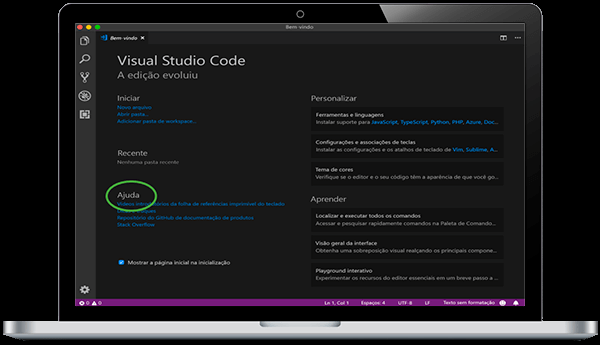 Bem-vindo
Bem-vindo
Visual Studio Code
A edição evoluiu
Iniciar
Novo arquivo
Abrir pasta...
Adicionar pasta de workspace...
Recente
Nenhuma pasta recente
Ajuda
Vídeos introdutórios da folha de referências imprimível do teclado
Repositório do GitHub de documentação de produtos
Stack Overflow
Mostrar a página inicial na inicialização
Personalizar
Ferramentas e linguagens
Instalar suporte para JavaScript, TypeScript, Python, PHP, Azure, Doc...
Configurações e associações de teclas
Instalar as configurações e os atalhos de teclado de Vim, Sublime, A...
Tema de cores
Verifique se o editor e o seu código têm a aparência de que você go...
Aprender
Localizar e executar todos os comandos
Acessar e pesquisar rapidamente comandos na Paleta de Comando...
Visão geral da interface
Obtenha uma sobreposição visual realçando os principais compone...
Playground interativo
Experimentar os recursos do editor essenciais em um breve passo a ...
0 0 Ln 1, Col 1 Espaços: 4 UTF-8 LF Texto sem formatação